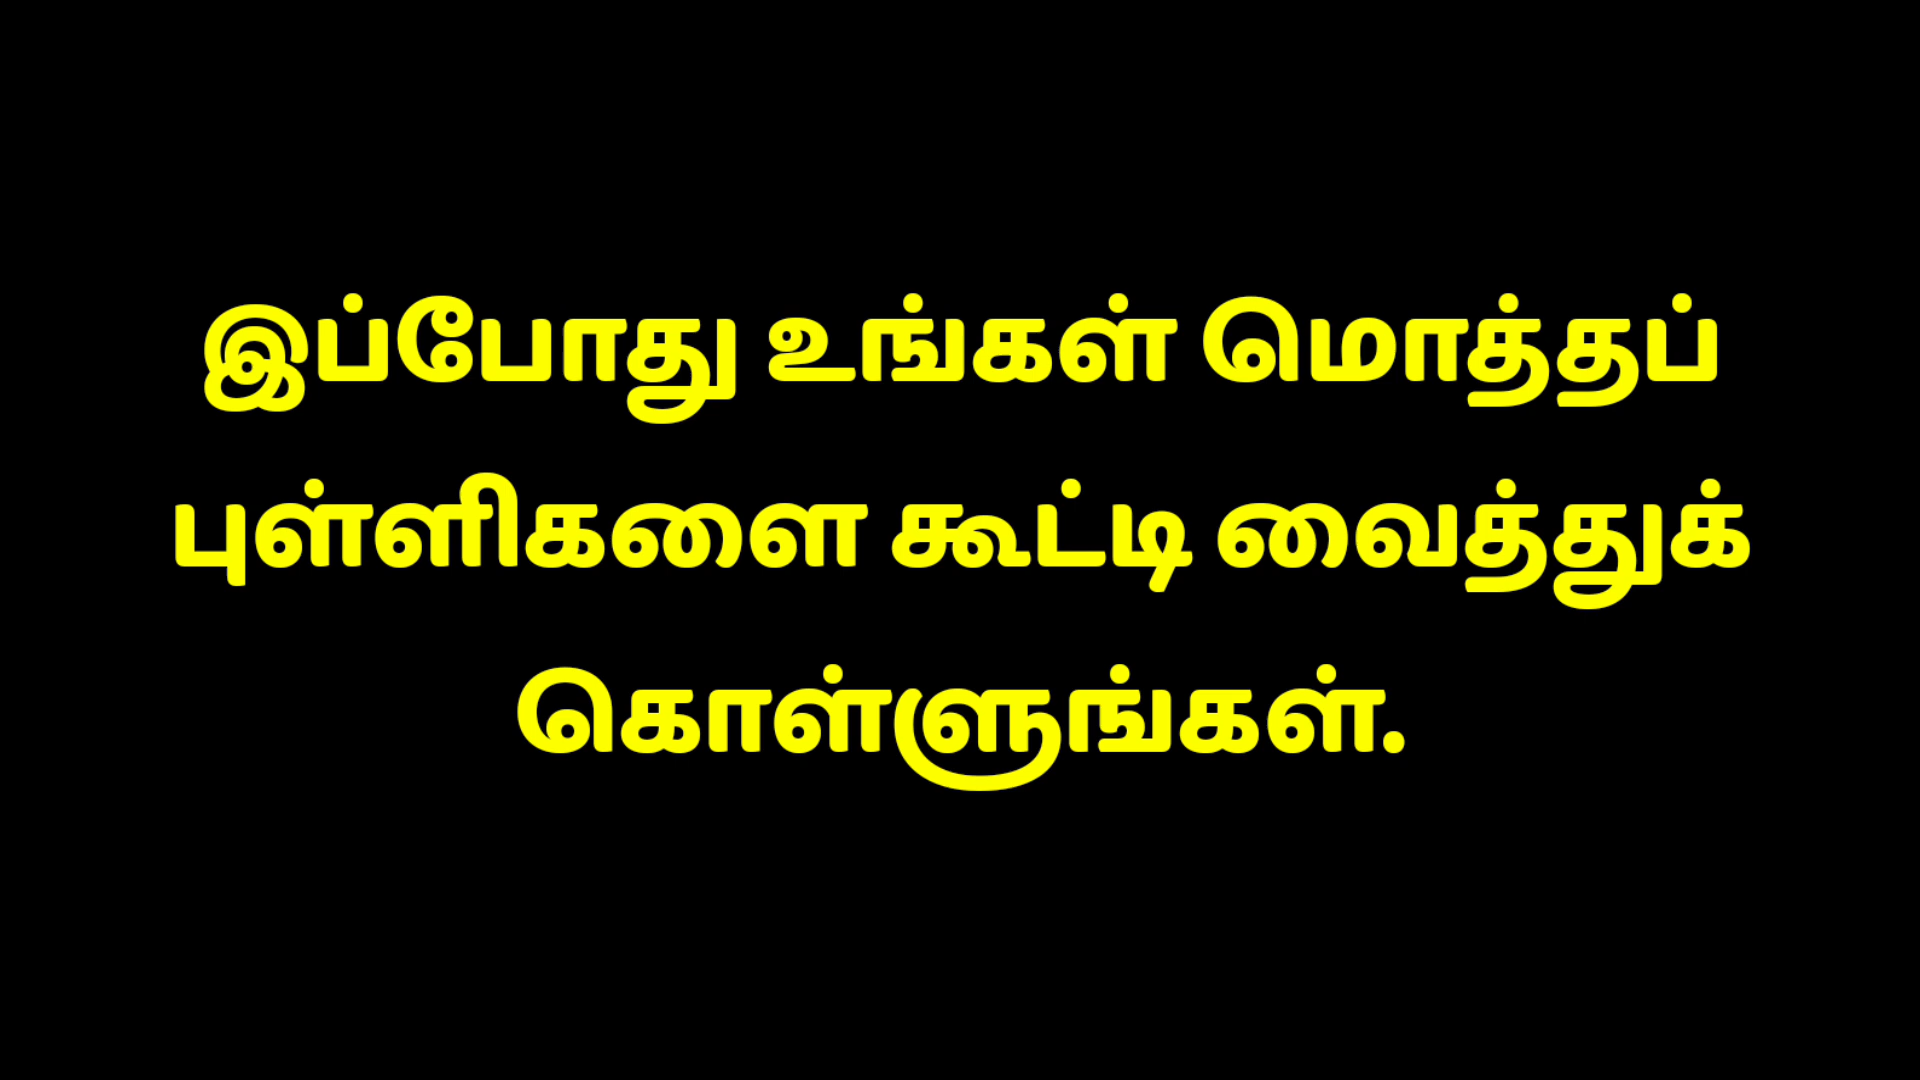 இப்போது உங்கள் மொத்தப்
புள்ளிகளை கூட்டி வைத்துக்
கொள்ளுங்கள்.